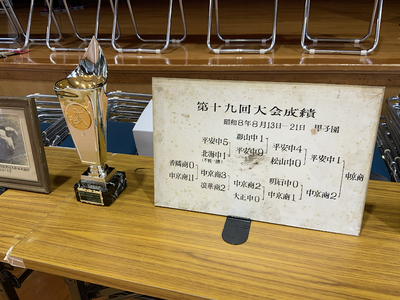 第十九回大会成績
昭和8年8月13日—21日 甲子園
郡山中1
平安中5
平安中0
平安中4
北海中1
松山中0
平安中1
香蘭商0
中京商11
中京商3
浪華商2
中京商2
大正中0
明石中0
中京商1
中京商2
中京商